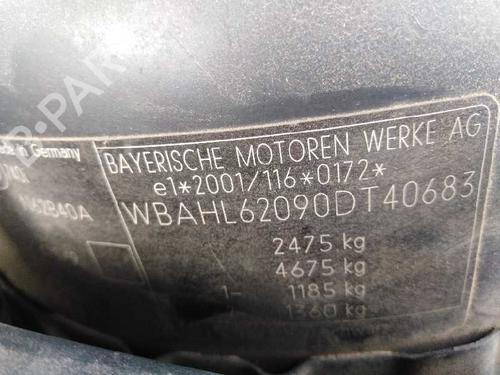 BAYERISCHE MOTOREN WERKE AG
e1*2001/116*0172*
WBAHL62090DT40683
2475 kg
4675 kg
1- 1185 kg
1360 kg
in Germany
62B40A